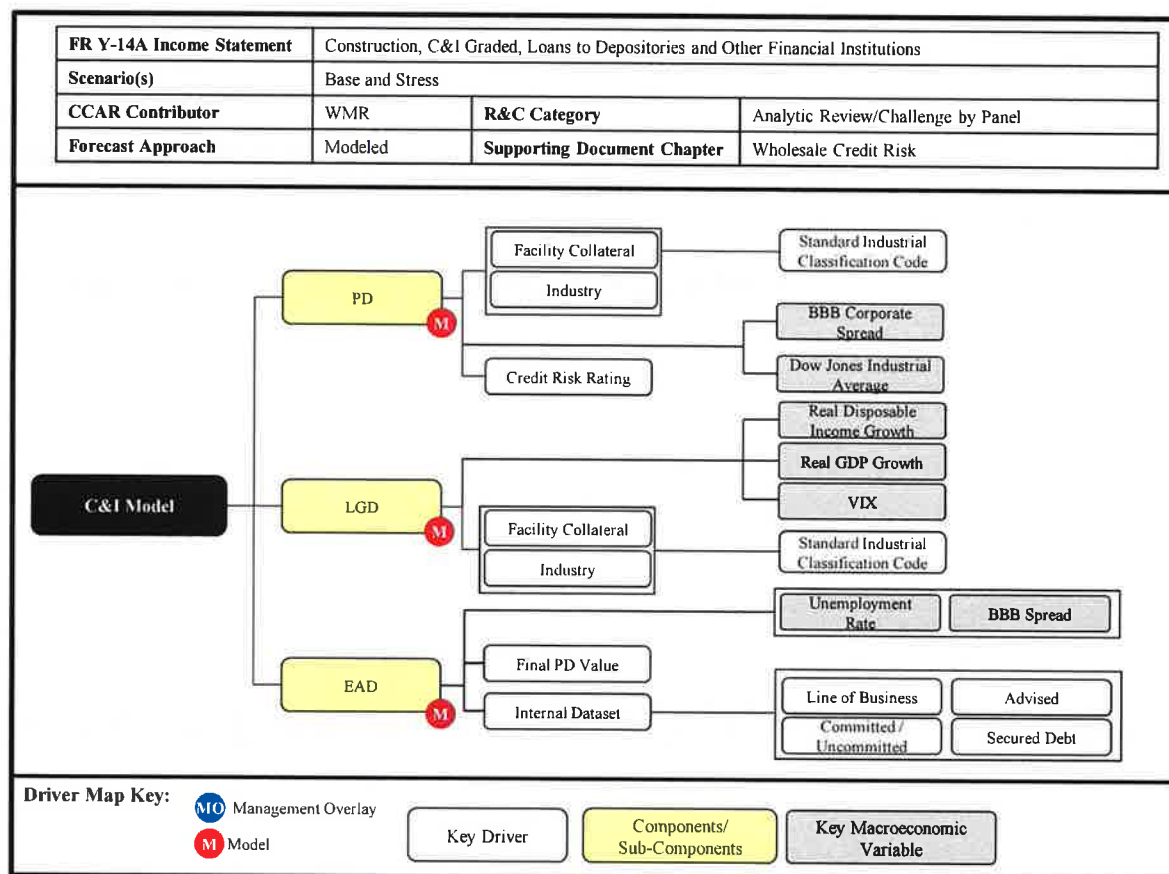 FR Y-14A Income Statement Construction, C&I Graded, Loans to Depositories and Other Financial Institutions
Scenario(s) Base and Stress
CCAR Contributor WMR R&C Category Analytic Review/Challenge by Panel
Forecast Approach Modeled Supporting Document Chapter Wholesale Credit Risk
C&I Model
PD
M
Facility Collateral
Industry
Standard Industrial
Classification Code
BBB Corporate
Spread
Dow Jones Industrial
Average
Credit Risk Rating
LGD
M
Real Disposable
Income Growth
Real GDP Growth
VIX
Facility Collateral
Industry
Standard Industrial
Classification Code
EAD
M
Unemployment
Rate
BBB Spread
Final PD Value
Internal Dataset
Line of Business
Advised
Committed /
Uncommitted
Secured Debt
Driver Map Key:
MO Management Overlay
M Model
Key Driver
Components/
Sub-Components
Key Macroeconomic
Variable